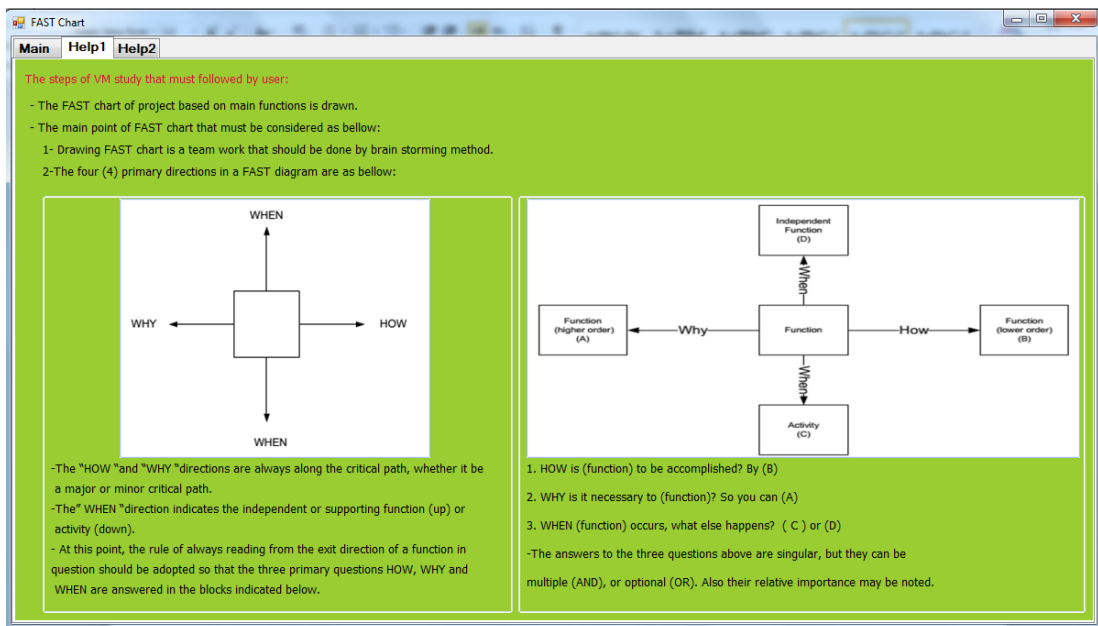 FAST Chart
Main Help1 Help2
The steps of VM study that must followed by user:
- The FAST chart of project based on main functions is drawn.
- The main point of FAST chart that must be considered as bellow:
1- Drawing FAST chart is a team work that should be done by brain storming method.
2-The four (4) primary directions in a FAST diagram are as bellow:
WHEN
WHY
HOW
WHEN
-The "HOW "and "WHY "directions are always along the critical path, whether it be
a major or minor critical path.
-The" WHEN "direction indicates the independent or supporting function (up) or
activity (down).
- At this point, the rule of always reading from the exit direction of a function in
question should be adopted so that the three primary questions HOW, WHY and
WHEN are answered in the blocks indicated below.
Independent
Function
(D)
When
Function
(higher order)
(A)
Why
Function
How
Function
(lower order)
(B)
When
Activity
(C)
1. HOW is (function) to be accomplished? By (B)
2. WHY is it necessary to (function)? So you can (A)
3. WHEN (function) occurs, what else happens? ( C ) or (D)
-The answers to the three questions above are singular, but they can be
multiple (AND), or optional (OR). Also their relative importance may be noted.